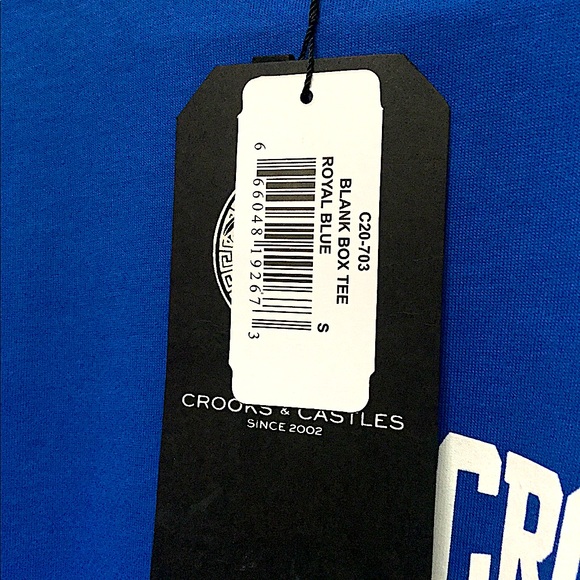 C20-703
BLANK BOX TEE
ROYAL BLUE
S
6 66048 19267 3
CROOKS & CASTLES
SINCE 2002
CRO